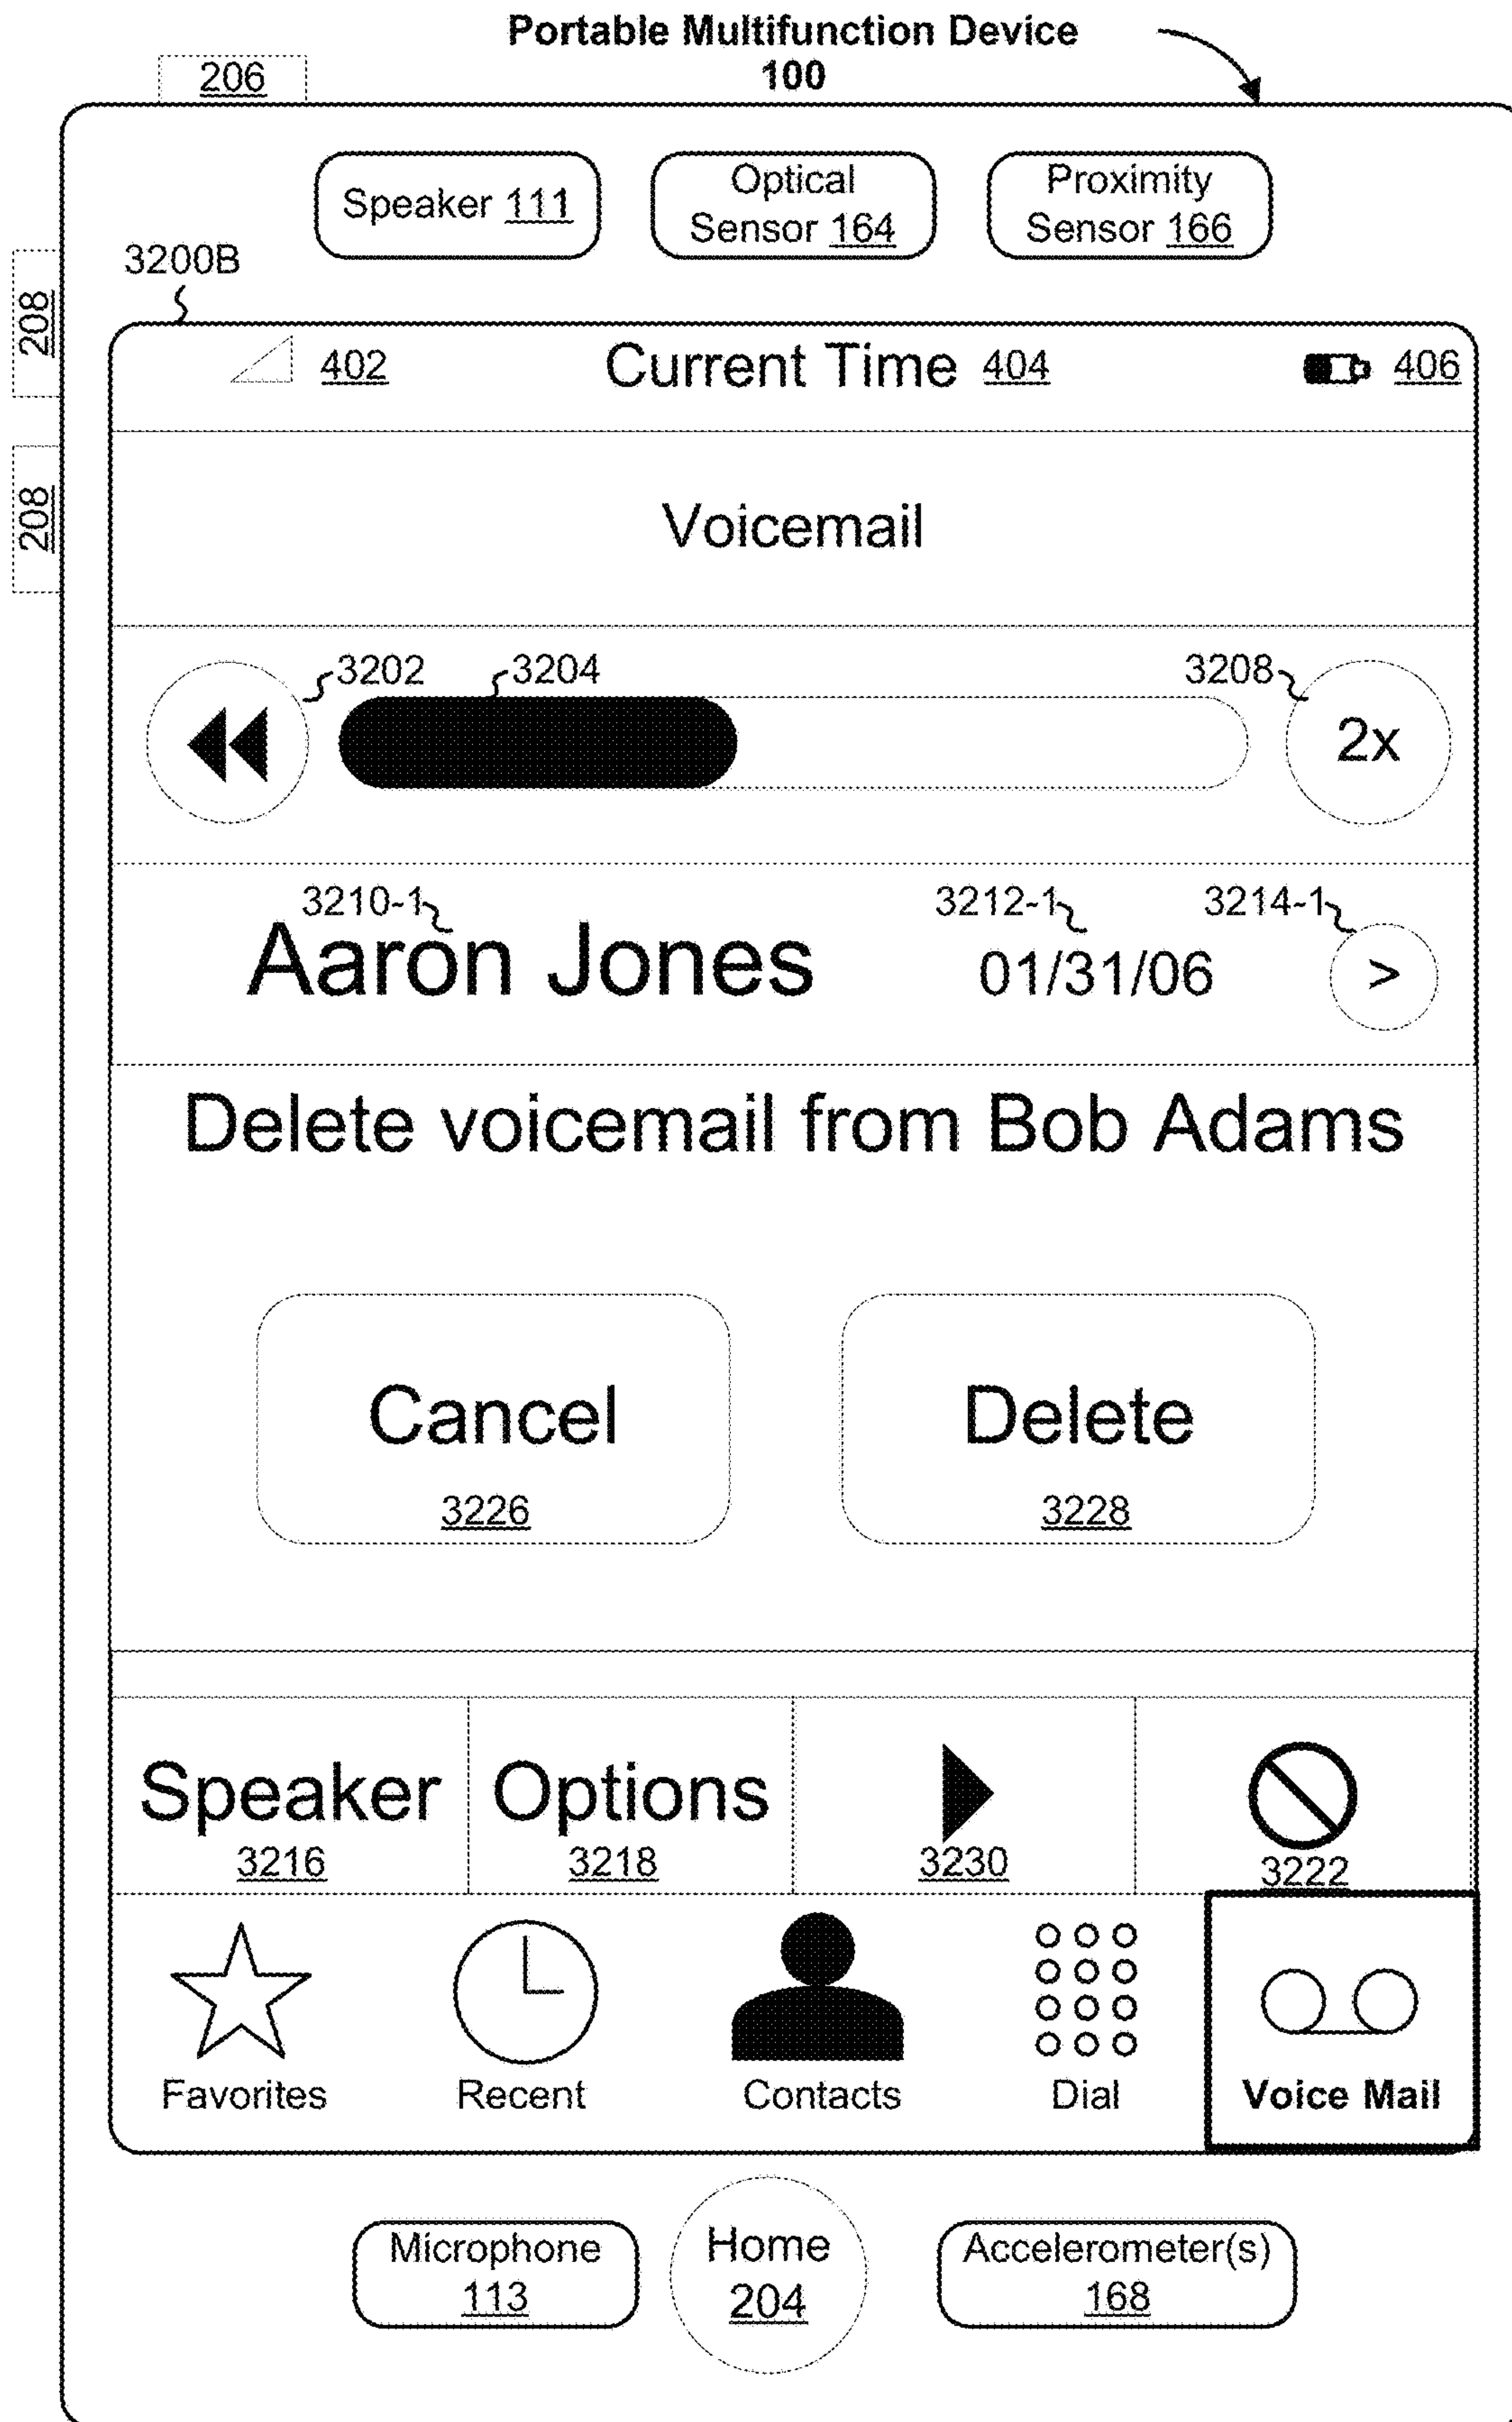 Portable Multifunction Device
100
206
Speaker 111
Optical
Sensor 164
Proximity
Sensor 166
3200B
208
208
402
Current Time 404
406
Voicemail
3202
3204
3208
2x
3210-1
3212-1
3214-1
Aaron Jones
01/31/06
>
Delete voicemail from Bob Adams
Cancel
3226
Delete
3228
Speaker
3216
Options
3218
3230
3222
Favorites
Recent
Contacts
Dial
Voice Mail
Microphone
113
Home
204
Accelerometer(s)
168